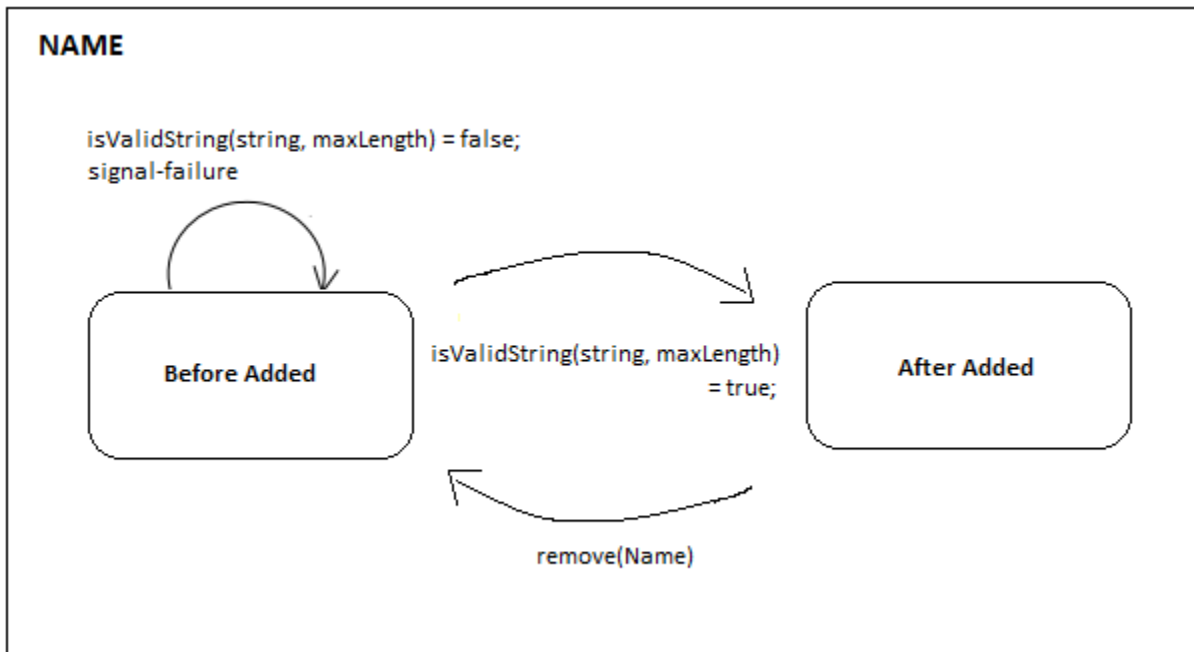 NAME
isValidString(string, maxLength) = false;
signal-failure
Before Added
isValidString(string, maxLength)
= true;
After Added
remove(Name)